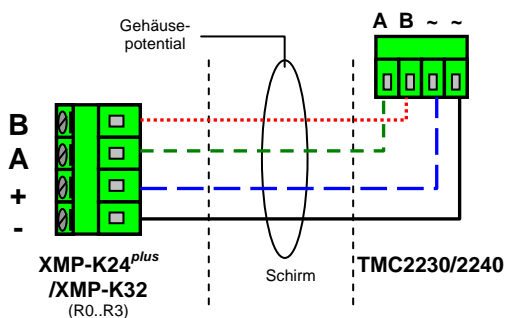 Gehäuse-
potential
A B ~ ~
B
A
+
-
XMP-K24plus
/XMP-K32
(R0..R3)
Schirm
TMC2230/2240